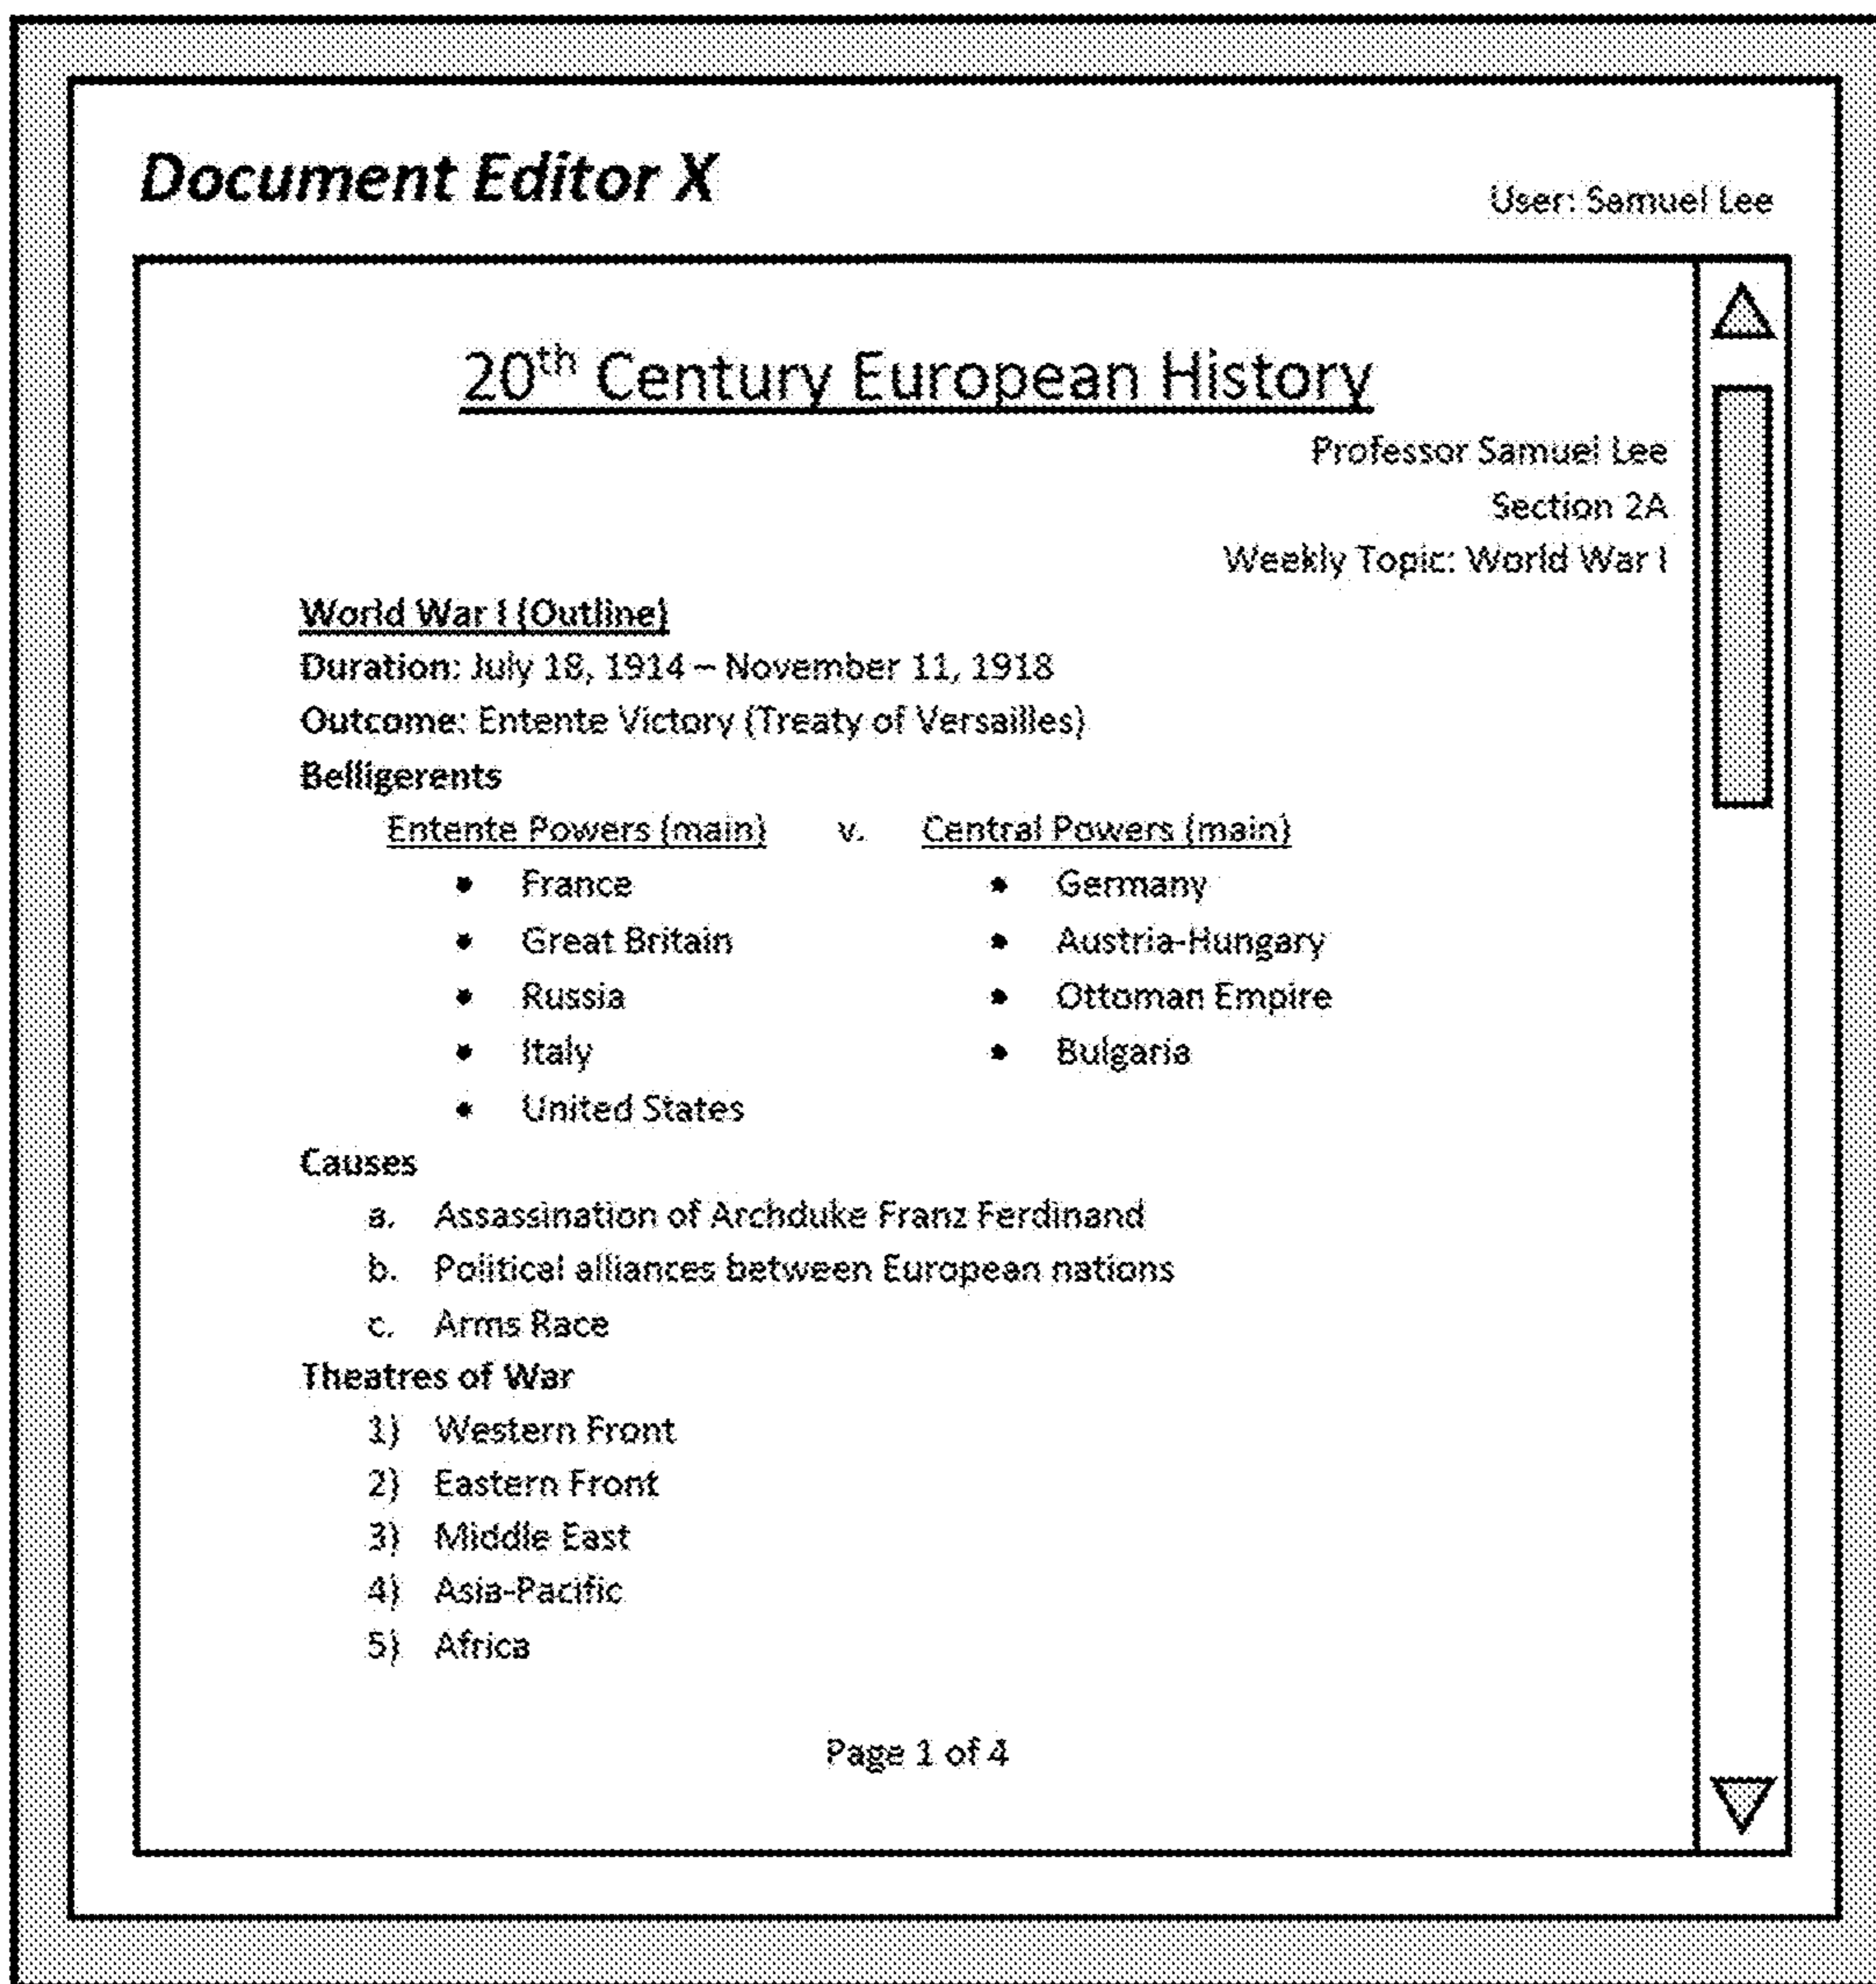 Document Editor X
User: Samuel Lee
20th Century European History
Professor Samuel Lee
Section 2A
Weekly Topic: World War I
World War I (Outline)
Duration: July 18, 1914 – November 11, 1918
Outcome: Entente Victory (Treaty of Versailles)
Belligerents
Entente Powers (main) v. Central Powers (main)
• France • Germany
• Great Britain • Austria-Hungary
• Russia • Ottoman Empire
• Italy • Bulgaria
• United States
Causes
a. Assassination of Archduke Franz Ferdinand
b. Political alliances between European nations
c. Arms Race
Theatres of War
1) Western Front
2) Eastern Front
3) Middle East
4) Asia-Pacific
5) Africa
Page 1 of 4